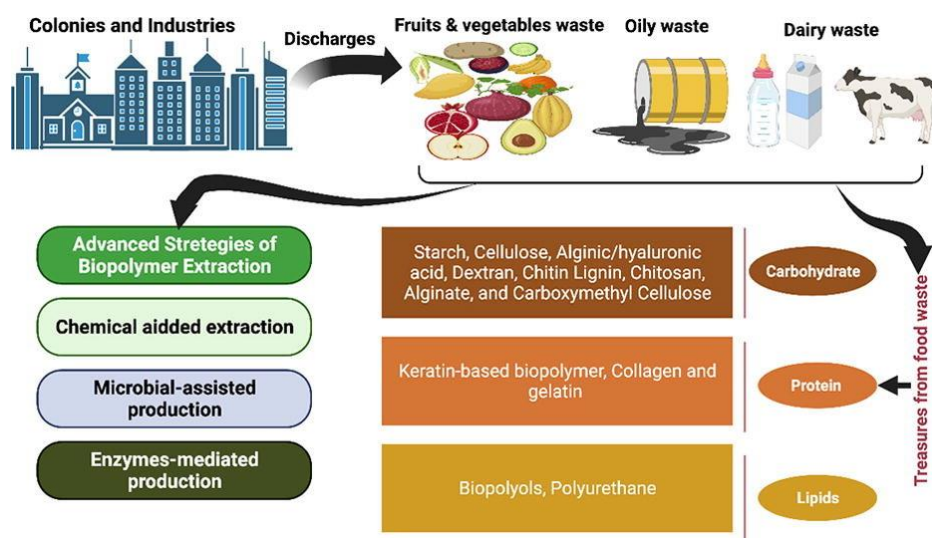 Colonies and Industries
Discharges
Fruits & vegetables waste
Oily waste
Dairy waste
Advanced Stretegies of
Biopolymer Extraction
Chemical aidded extraction
Microbial-assisted
production
Enzymes-mediated
production
Starch, Cellulose, Alginic/hyaluronic
acid, Dextran, Chitin Lignin, Chitosan,
Alginate, and Carboxymethyl Cellulose
Carbohydrate
Keratin-based biopolymer, Collagen and
gelatin
Protein
Biopolyols, Polyurethane
Lipids
Treasures from food waste